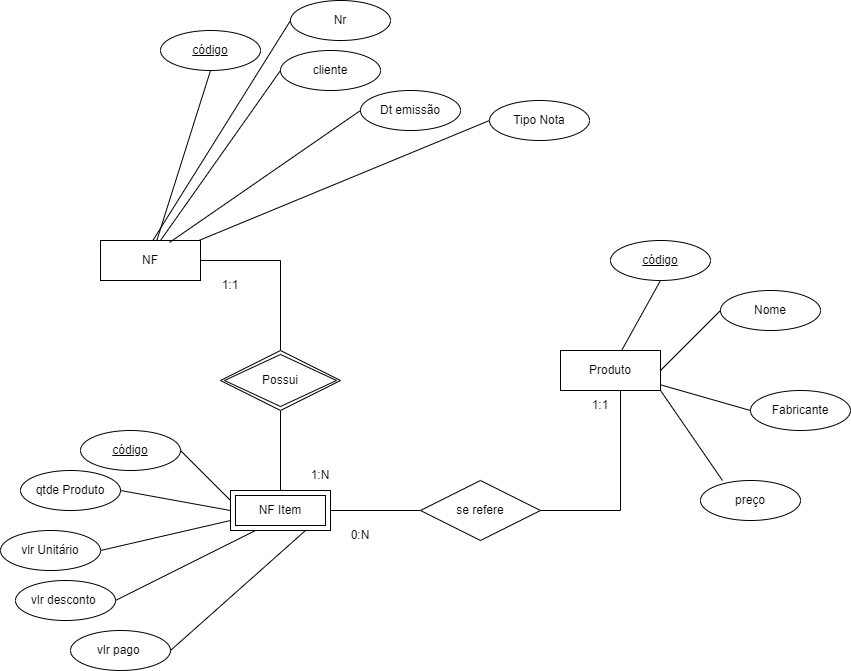 Nr
código
cliente
Dt emissão
Tipo Nota
NF
1:1
código
Nome
Produto
1:1
Fabricante
preço
Possui
código
1:N
qtde Produto
NF Item
se refere
0:N
vlr Unitário
vlr desconto
vlr pago